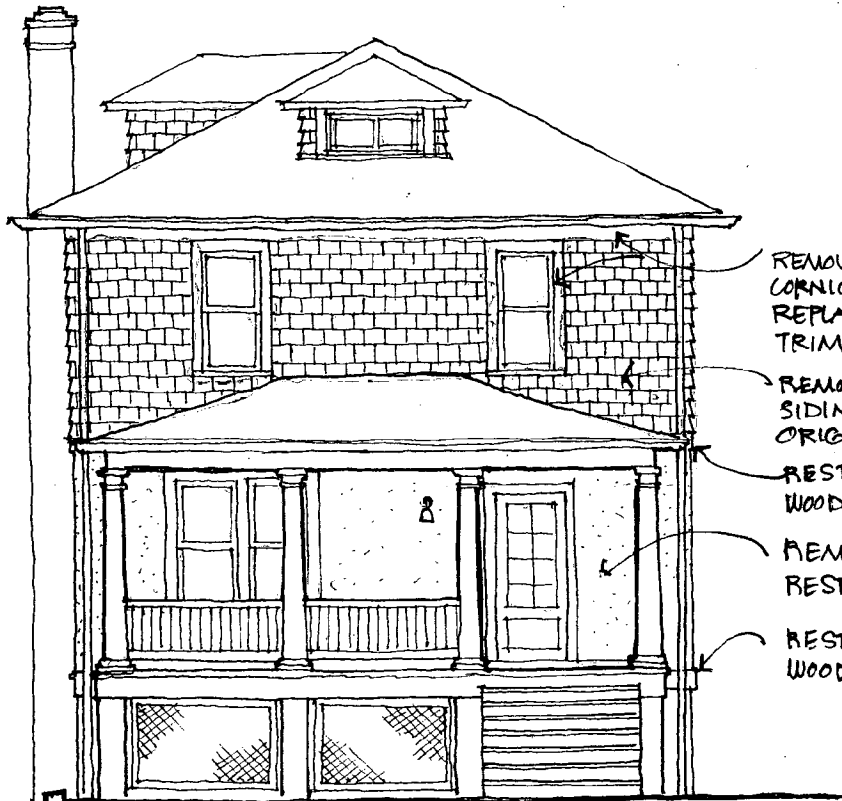 REMOV
CORNIC
REPLA
TRIM
REMO
SIDIN
ORIG
REST
WOOD
REM
REST
REST
WOOD